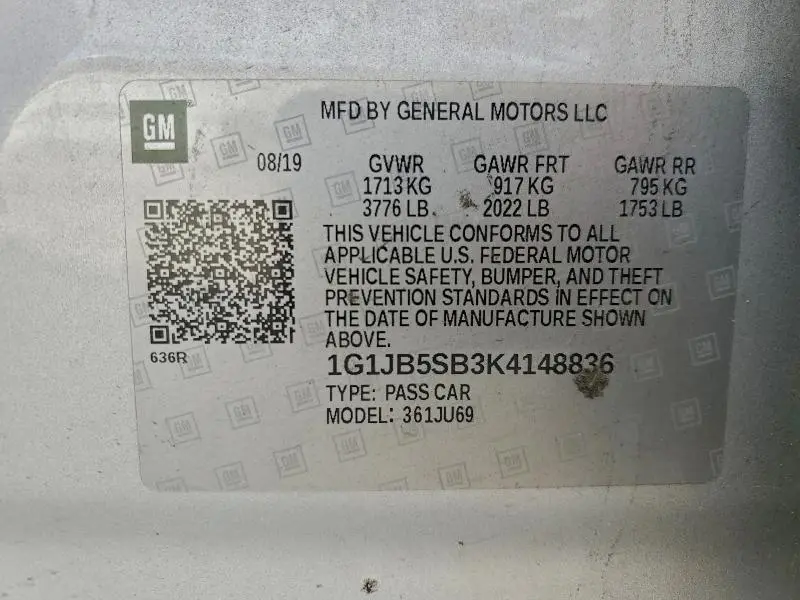 GM
MFD BY GENERAL MOTORS LLC
08/19 GVWR GAWR FRT GAWR RR
1713 KG 917 KG 795 KG
3776 LB 2022 LB 1753 LB
THIS VEHICLE CONFORMS TO ALL
APPLICABLE U.S. FEDERAL MOTOR
VEHICLE SAFETY, BUMPER, AND THEFT
PREVENTION STANDARDS IN EFFECT ON
THE DATE OF MANUFACTURE SHOWN
ABOVE.
636R
1G1JB5SB3K4148836
TYPE: PASS CAR
MODEL: 361JU69